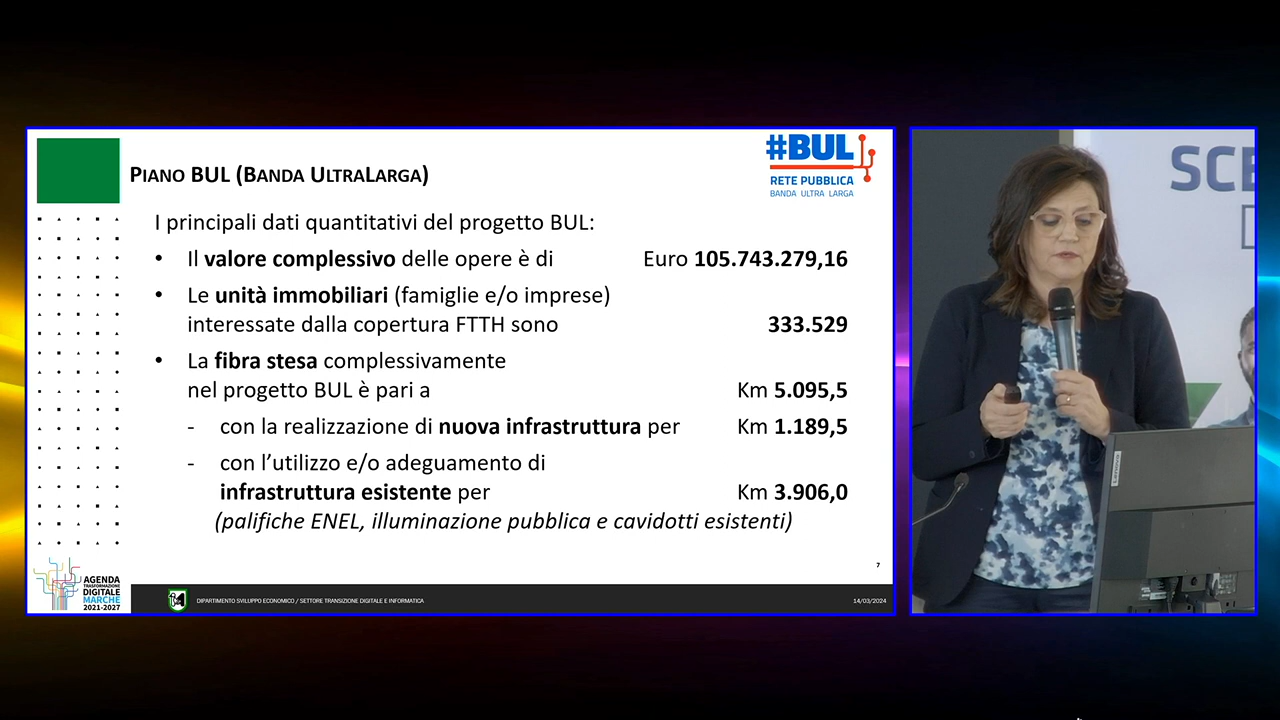 PIANO BUL (BANDA ULTRALARGA)
#BUL
RETE PUBBLICA
BANDA ULTRA LARGA
I principali dati quantitativi del progetto BUL:
• Il valore complessivo delle opere è di Euro 105.743.279,16
• Le unità immobiliari (famiglie e/o imprese)
interessate dalla copertura FTTH sono 333.529
• La fibra stesa complessivamente
nel progetto BUL è pari a Km 5.095,5
- con la realizzazione di nuova infrastruttura per Km 1.189,5
- con l'utilizzo e/o adeguamento di
infrastruttura esistente per Km 3.906,0
(palifiche ENEL, illuminazione pubblica e cavidotti esistenti)
7
AGENDA
TRASFORMAZIONE
DIGITALE
MARCHE
2021-2027
DIPARTIMENTO SVILUPPO ECONOMICO / SETTORE TRANSIZIONE DIGITALE E INFORMATICA
14/03/2024
SCE